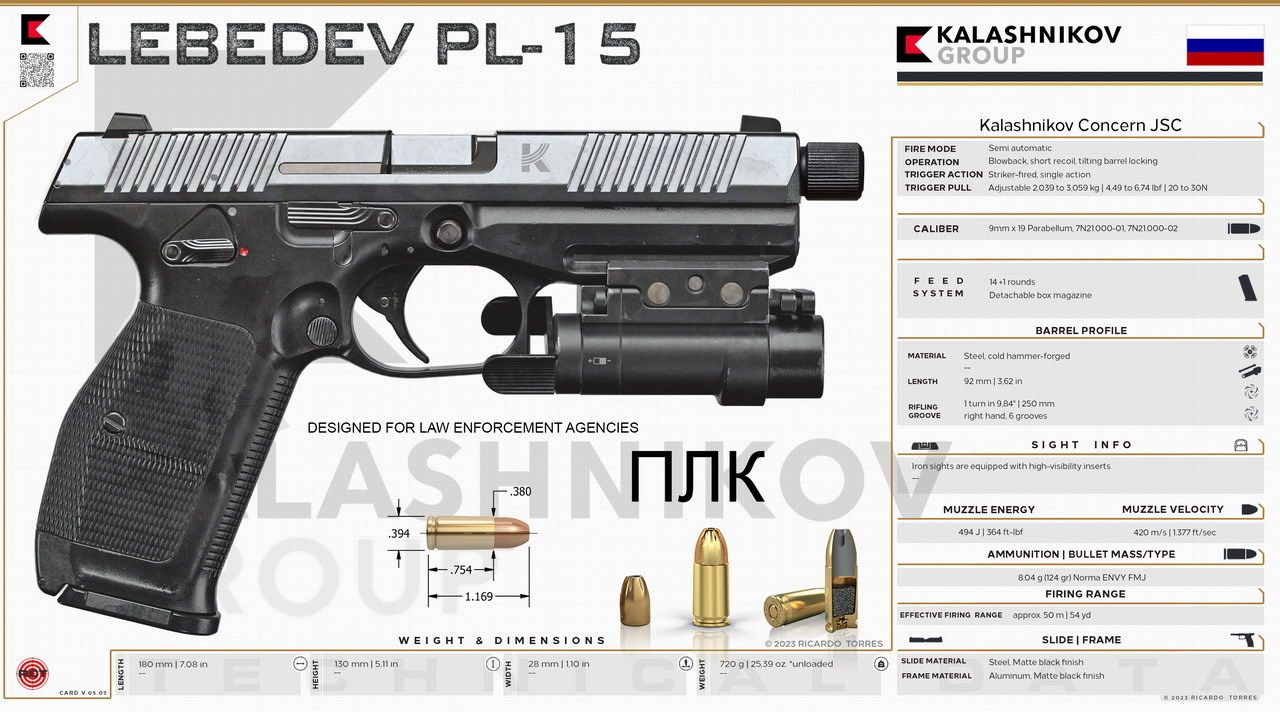 LEBEDEV PL-15
KALASHNIKOV
GROUP
Kalashnikov Concern JSC
FIRE MODE Semi automatic
OPERATION Blowback, short recoil, tilting barrel locking
TRIGGER ACTION Striker-fired, single action
TRIGGER PULL Adjustable 2,039 to 3,059 kg | 4.49 to 6.74 lbf | 20 to 30N
CALIBER 9mm x 19 Parabellum, 7N21.000-01, 7N21.000-02
FEED SYSTEM
14 +1 rounds
Detachable box magazine
BARREL PROFILE
MATERIAL Steel, cold hammer-forged
--
LENGTH 92 mm | 3,62 in
RIFLING GROOVE
1 turn in 9,84" | 250 mm
right hand, 6 grooves
SIGHT INFO
Iron sights are equipped with high-visibility inserts
--
MUZZLE ENERGY MUZZLE VELOCITY
494 J | 364 ft-lbf 420 m/s | 1.377 ft/sec
AMMUNITION | BULLET MASS/TYPE
8.04 g (124 gr) Norma ENVY FMJ
FIRING RANGE
EFFECTIVE FIRING RANGE approx. 50 m | 54 yd
SLIDE | FRAME
SLIDE MATERIAL Steel, Matte black finish
FRAME MATERIAL Aluminum, Matte black finish
© 2023 RICARDO TORRES
K
DESIGNED FOR LAW ENFORCEMENT AGENCIES
KALASHNIKOV
GROUP
ПЛК
.380
.394
.754
1.169
© 2023 RICARDO TORRES
WEIGHT & DIMENSIONS
LENGTH 180 mm | 7,08 in
--
HEIGHT 130 mm | 5,11 in
--
WIDTH 28 mm | 1,10 in
--
WEIGHT 720 g | 25.39 oz. *unloaded
--
TECHNICAL DATA
RDT
CARD V.05.03